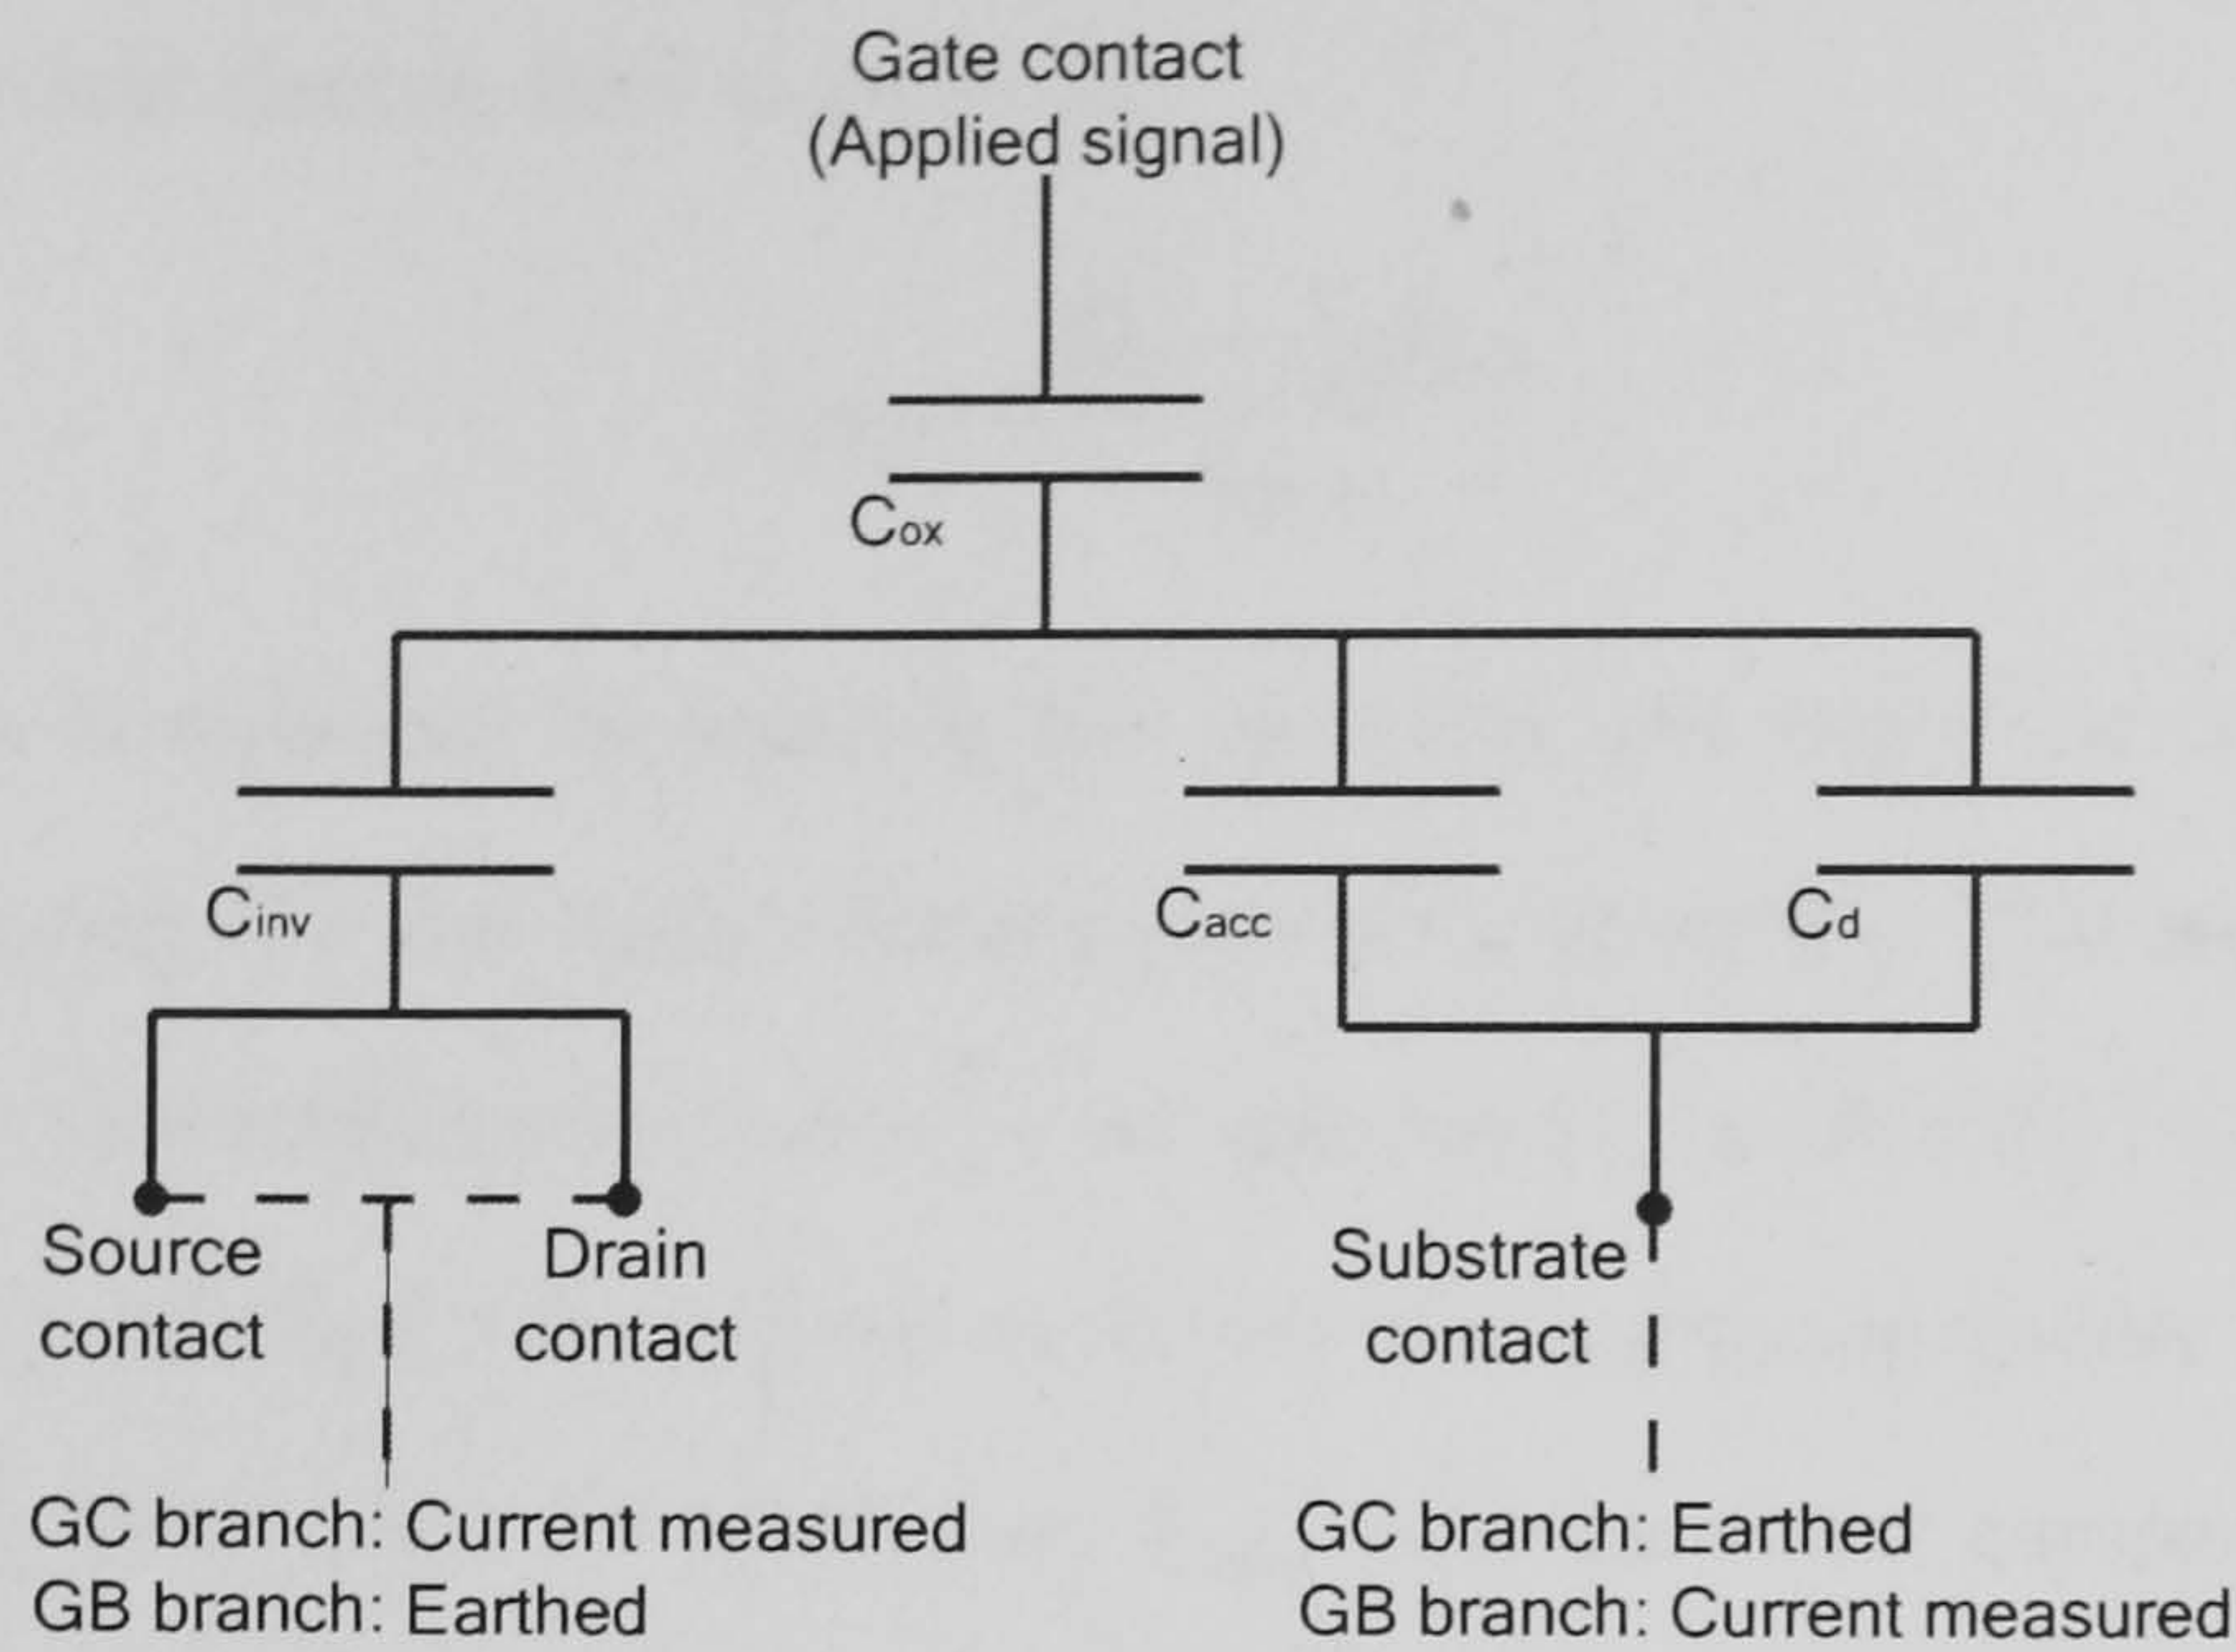 Gate contact
(Applied signal)
Cox
Cinv
Cacc
Cd
Source
contact
Drain
contact
Substrate
contact
GC branch: Current measured
GB branch: Earthed
GC branch: Earthed
GB branch: Current measured